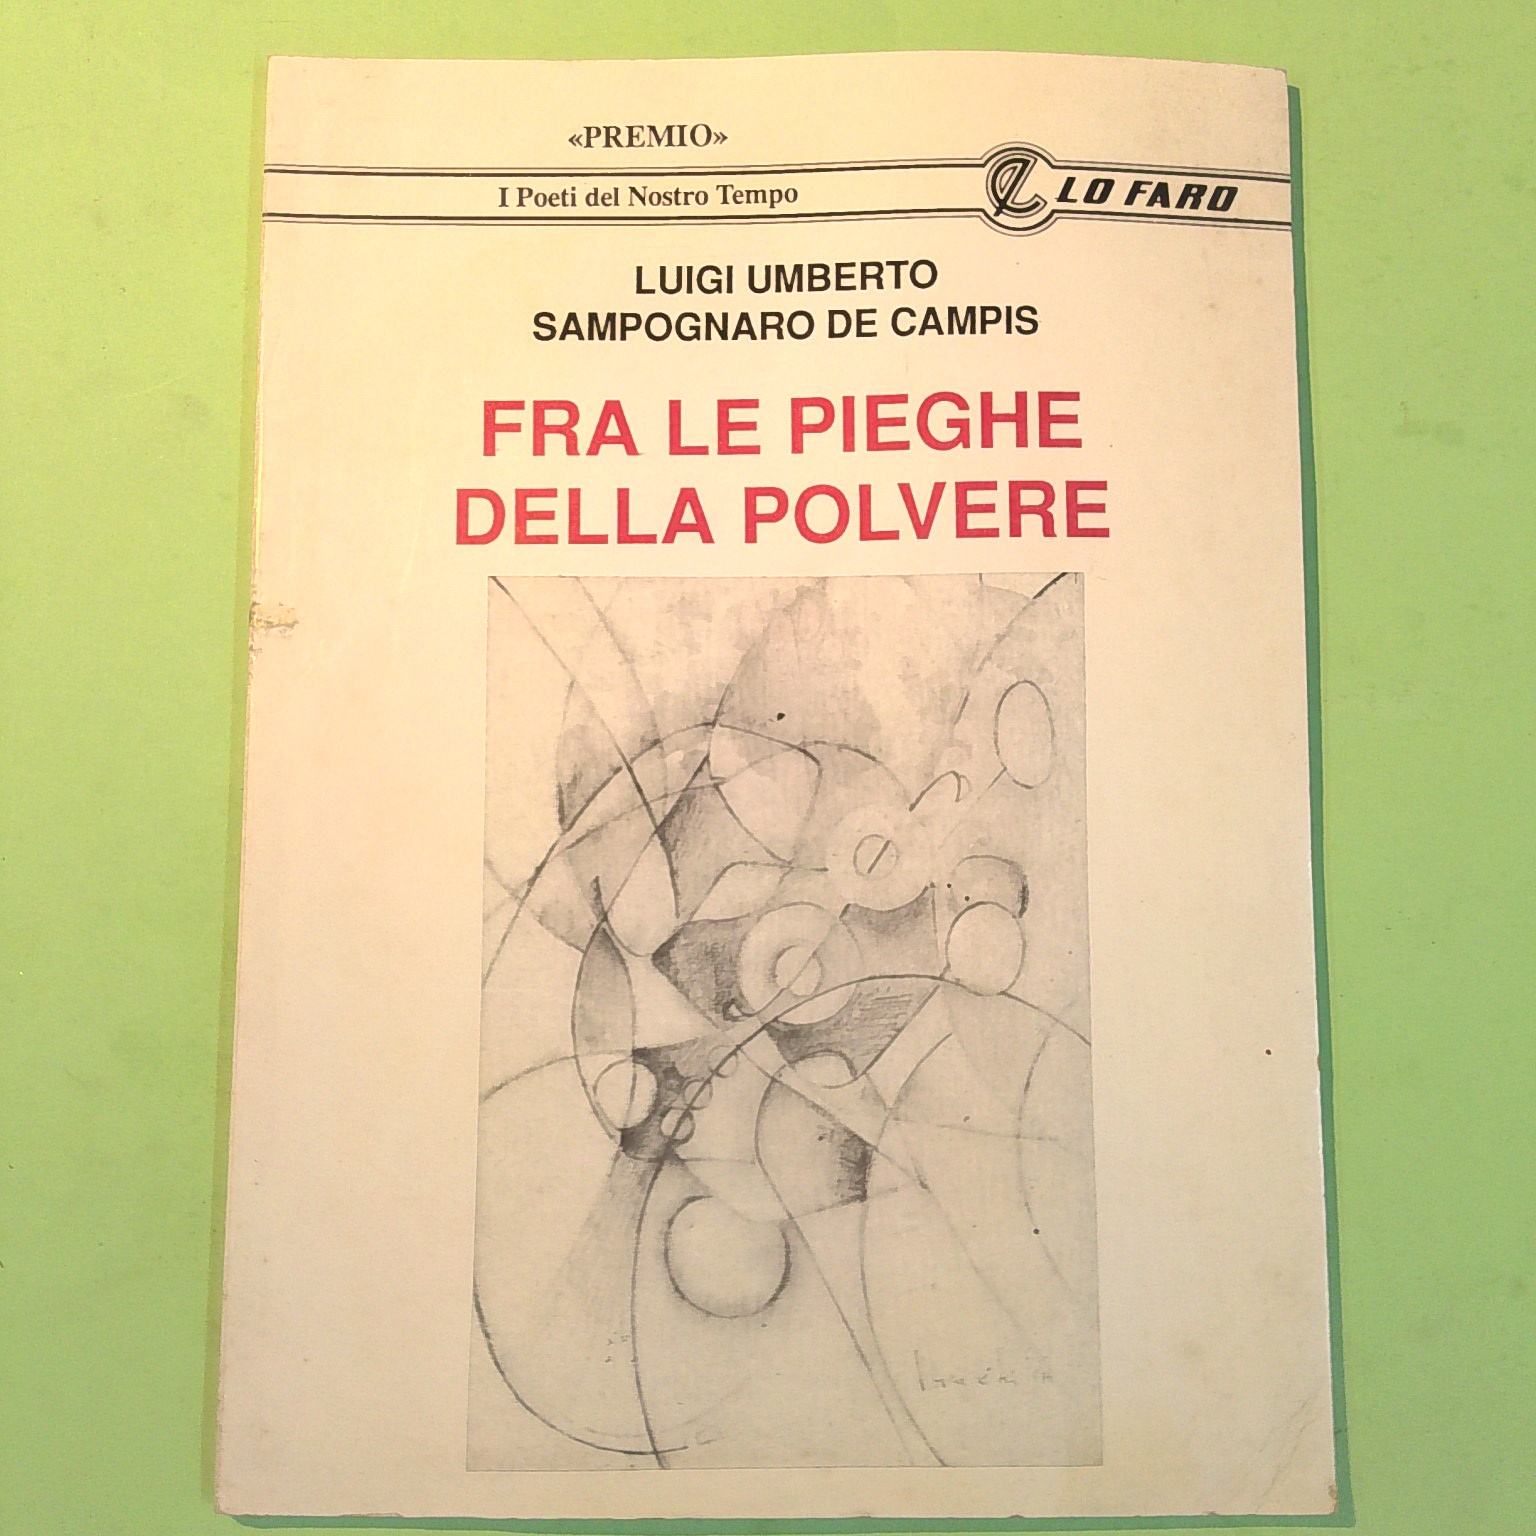 «PREMIO»
I Poeti del Nostro Tempo
LO FARO
LUIGI UMBERTO
SAMPOGNARO DE CAMPIS
FRA LE PIEGHE
DELLA POLVERE